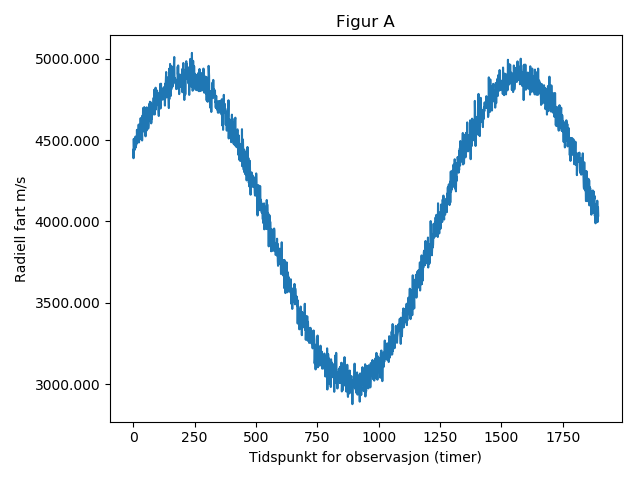 Figur A
5000.000
4500.000
4000.000
3500.000
3000.000
Radiell fart m/s
0 250 500 750 1000 1250 1500 1750
Tidspunkt for observasjon (timer)